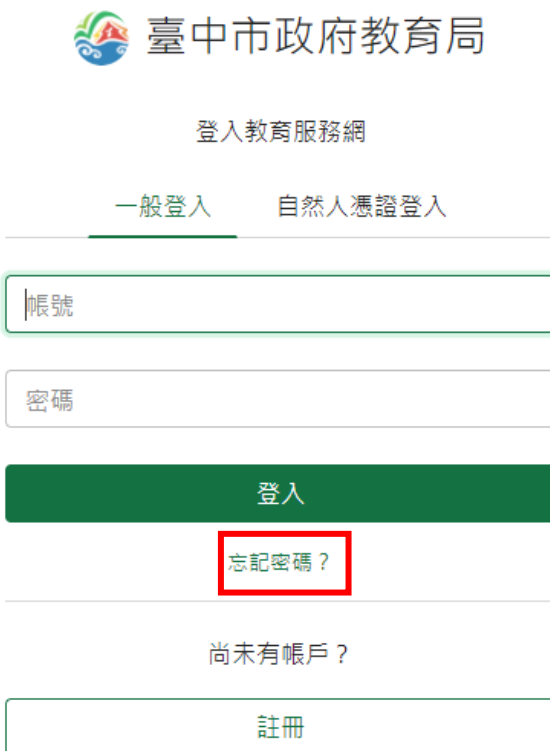 臺中市政府教育局
登入教育服務網
一般登入 自然人憑證登入
帳號
密碼
登入
忘記密碼？
尚未有帳戶？
註冊